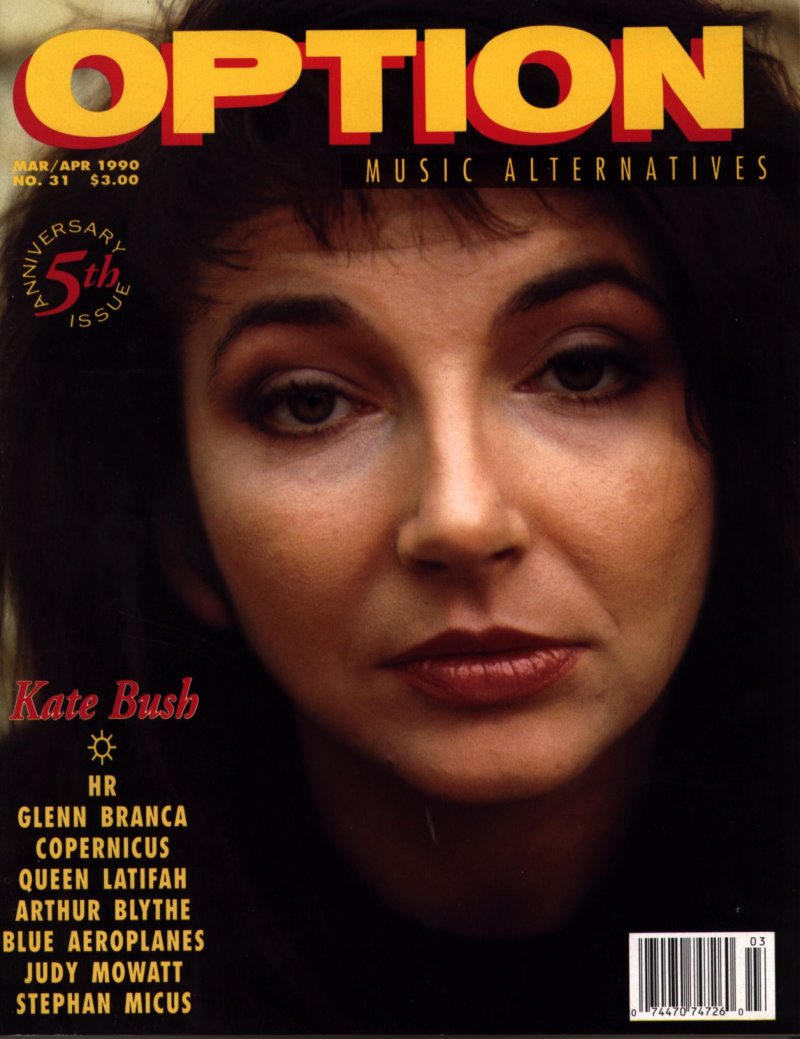 OPTION
MUSIC ALTERNATIVES
MAR/APR 1990
NO. 31 $3.00
ANNIVERSARY
5th
ISSUE
Kate Bush
HR
GLENN BRANCA
COPERNICUS
QUEEN LATIFAH
ARTHUR BLYTHE
BLUE AEROPLANES
JUDY MOWATT
STEPHAN MICUS
03
0 74470 74726 0